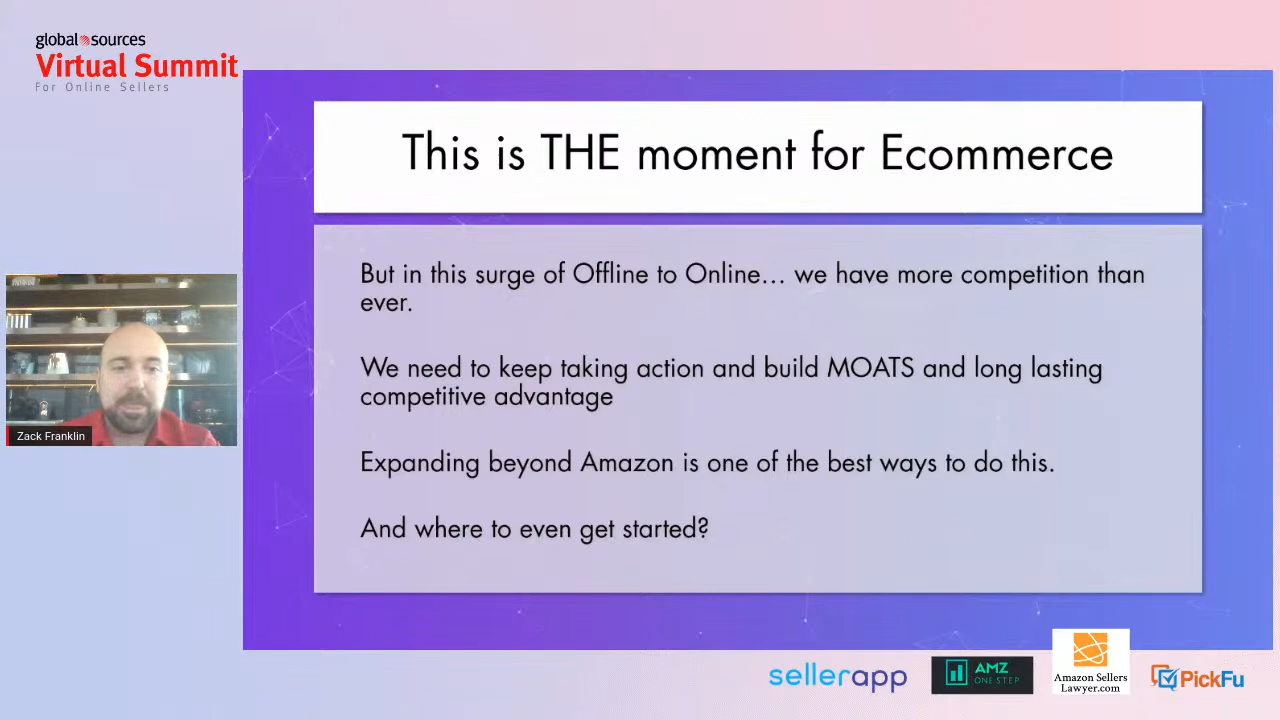 global sources
Virtual Summit
For Online Sellers
This is THE moment for Ecommerce
But in this surge of Offline to Online... we have more competition than
ever.
We need to keep taking action and build MOATS and long lasting
competitive advantage
Expanding beyond Amazon is one of the best ways to do this.
And where to even get started?
Zack Franklin
sellerapp
AMZ
ONE STEP
Amazon Sellers
Lawyer.com
PickFu